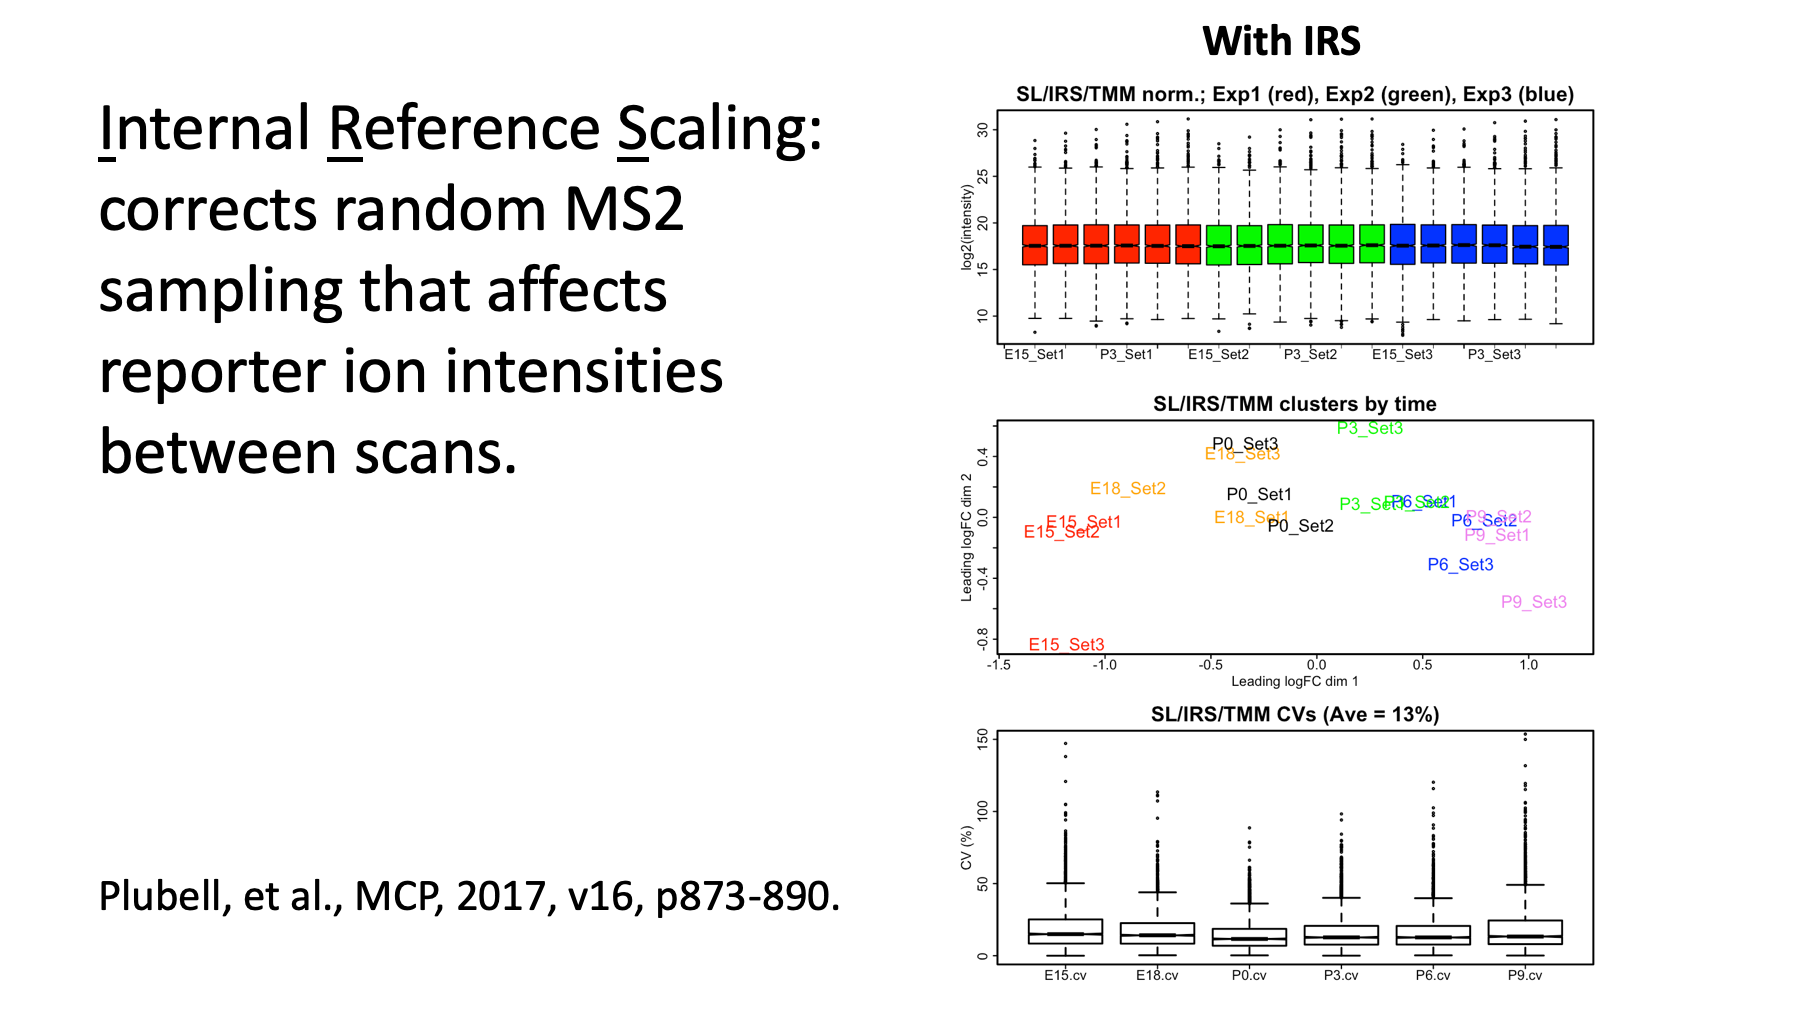 Internal Reference Scaling:
corrects random MS2
sampling that affects
reporter ion intensities
between scans.
Plubell, et al., MCP, 2017, v16, p873-890.
With IRS
SL/IRS/TMM norm.; Exp1 (red), Exp2 (green), Exp3 (blue)
log2(intensity)
30
25
20
15
10
E15_Set1 P3_Set1 E15_Set2 P3_Set2 E15_Set3 P3_Set3
SL/IRS/TMM clusters by time
Leading logFC dim 2
0.4
0.0
-0.4
-0.8
P3_Set3
P0_Set3
E18_Set3
E18_Set2
P0_Set1
P3_Set1 P3_Set2 P6_Set1
E18_Set1
P9_Set2
E15_Set1
P6_Set2
P0_Set2
E15_Set2
P9_Set1
P6_Set3
P9_Set3
E15_Set3
-1.5 -1.0 -0.5 0.0 0.5 1.0
Leading logFC dim 1
SL/IRS/TMM CVs (Ave = 13%)
CV (%)
150
100
50
0
E15.cv E18.cv P0.cv P3.cv P6.cv P9.cv